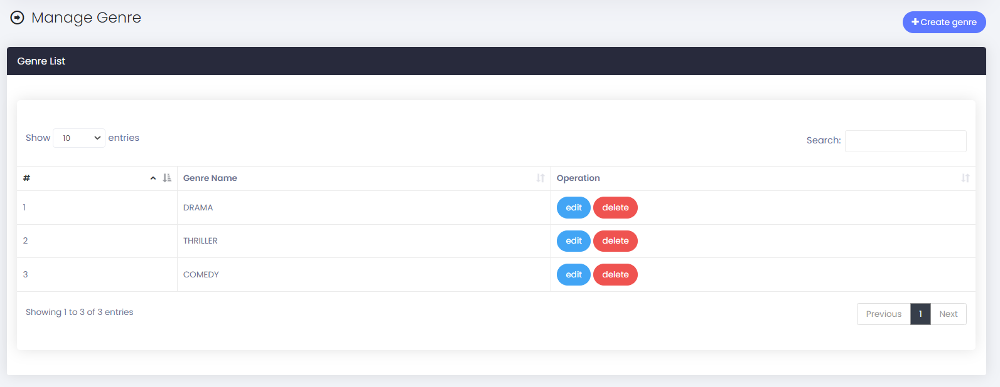 Manage Genre
Create genre
Genre List
Show 10 entries
Search:
# Genre Name Operation
1 DRAMA edit delete
2 THRILLER edit delete
3 COMEDY edit delete
Showing 1 to 3 of 3 entries
Previous 1 Next